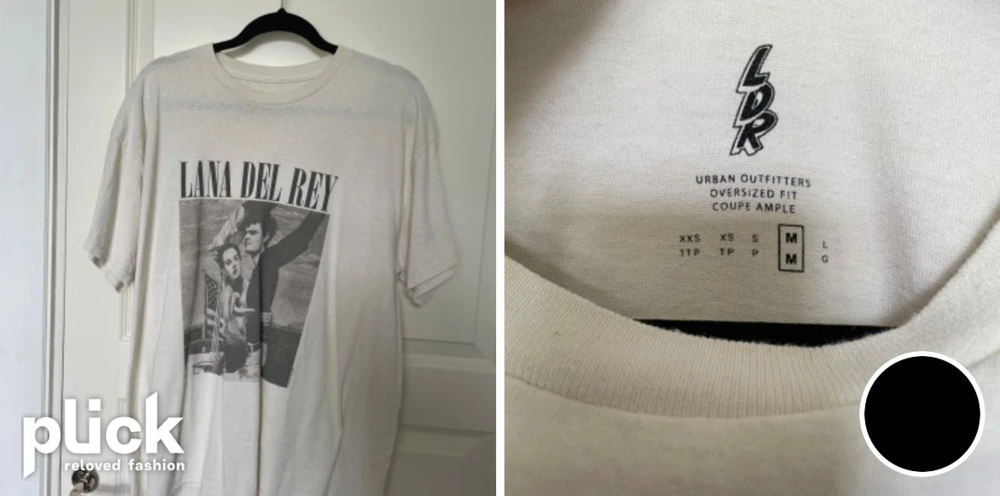 LANA DEL REY
plick
reloved fashion
LDR
URBAN OUTFITTERS
OVERSIZED FIT
COUPE AMPLE
XXS XS S M L
TTP TP P M G